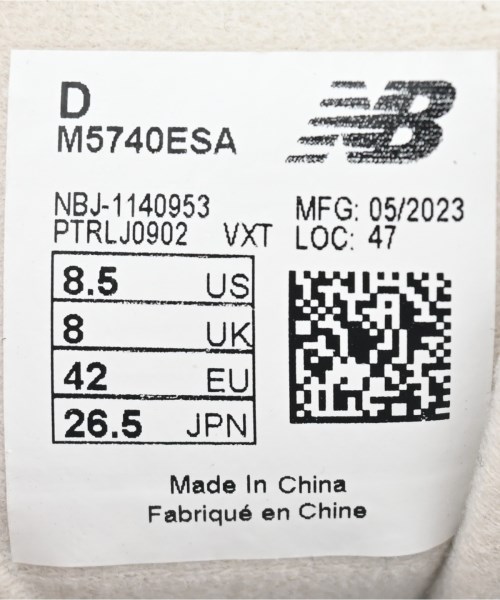 D
M5740ESA
NB
NBJ-1140953
PTRLJ0902 VXT
MFG: 05/2023
LOC: 47
8.5 US
8 UK
42 EU
26.5 JPN
Made In China
Fabriqué en Chine